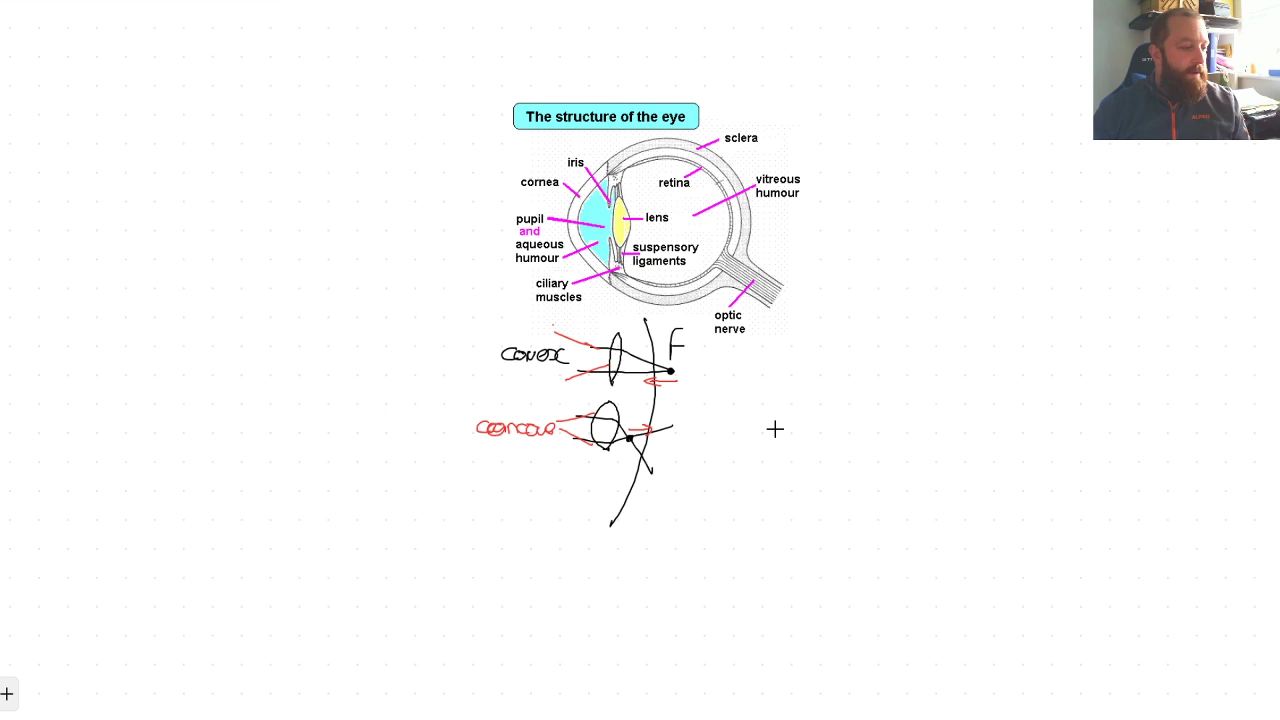 The structure of the eye
sclera
iris
cornea
retina
vitreous
humour
pupil
and
aqueous
humour
lens
suspensory
ligaments
ciliary
muscles
optic
nerve
F
ALPRO